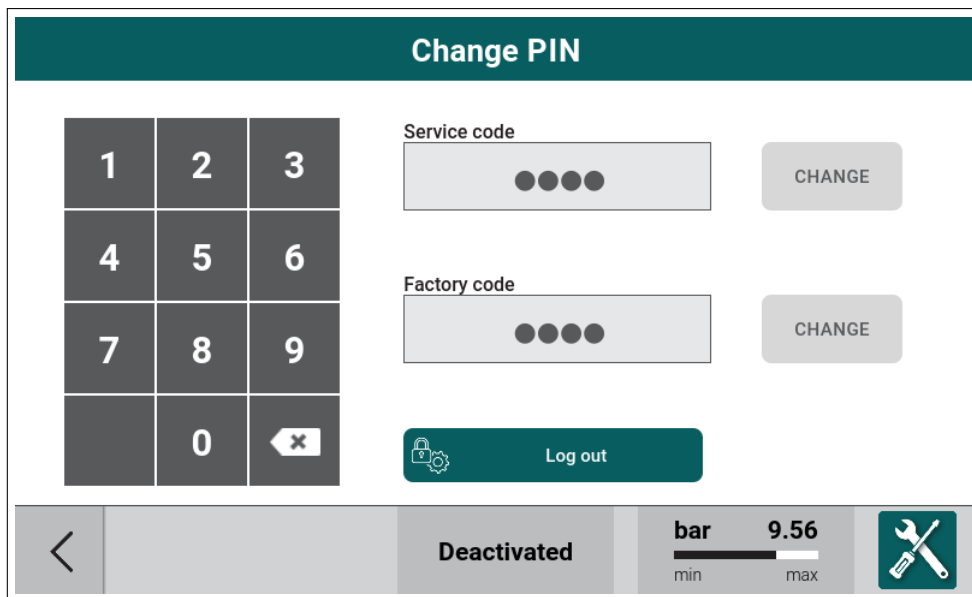 Change PIN
1 2 3
4 5 6
7 8 9
0
Service code
CHANGE
Factory code
CHANGE
Log out
Deactivated
bar 9.56
min max